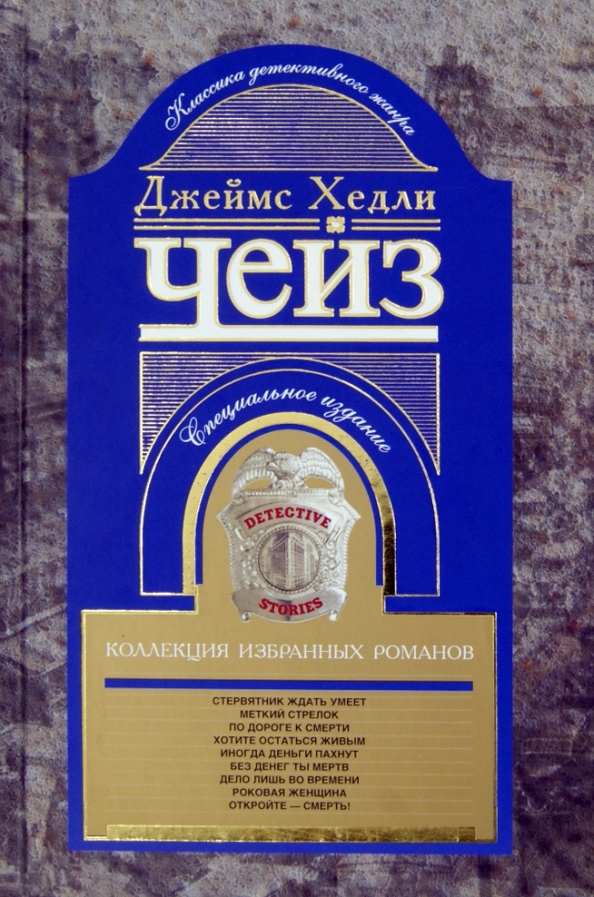 Классика детективного жанра
Джеймс Хедли
Чейз
Специальное издание
DETECTIVE
STORIES
КОЛЛЕКЦИЯ ИЗБРАННЫХ РОМАНОВ
СТЕРВЯТНИК ЖДАТЬ УМЕЕТ
МЕТКИЙ СТРЕЛОК
ПО ДОРОГЕ К СМЕРТИ
ХОТИТЕ ОСТАТЬСЯ ЖИВЫМ
ИНОГДА ДЕНЬГИ ПАХНУТ
БЕЗ ДЕНЕГ ТЫ МЕРТВ
ДЕЛО ЛИШЬ ВО ВРЕМЕНИ
РОКОВАЯ ЖЕНЩИНА
ОТКРОЙТЕ — СМЕРТЬ!